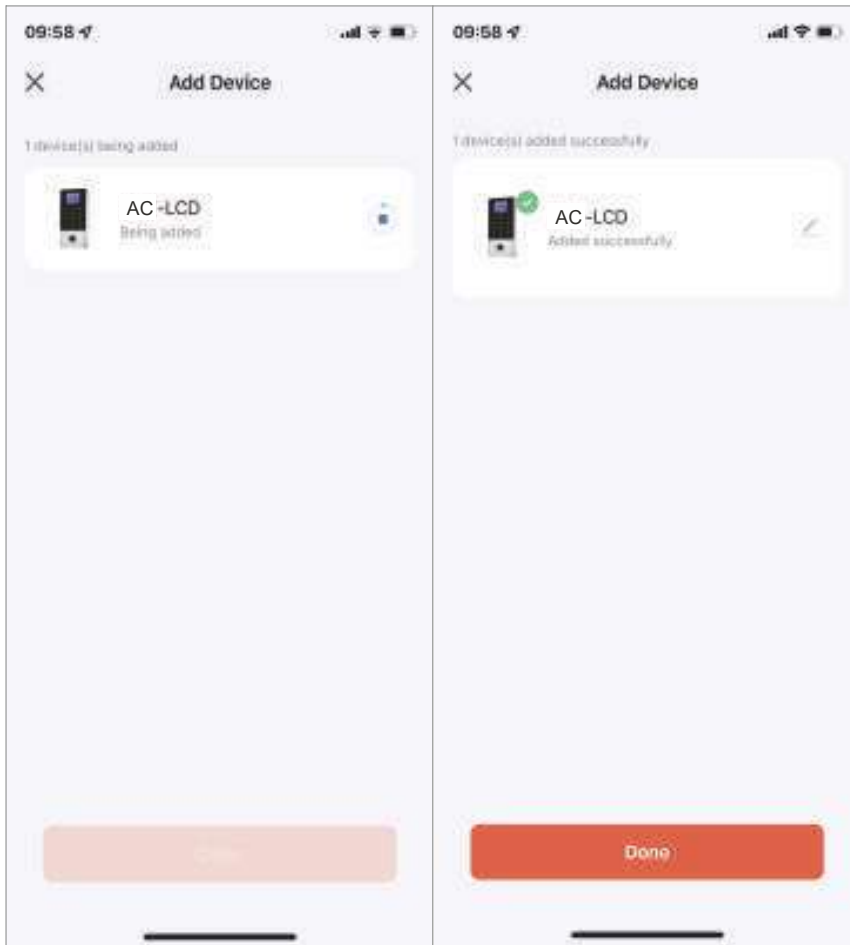 09:58
Add Device
1 device(s) being added
AC-LCD
Being added
09:58
Add Device
1 device(s) added successfully
AC-LCD
Added successfully
Done